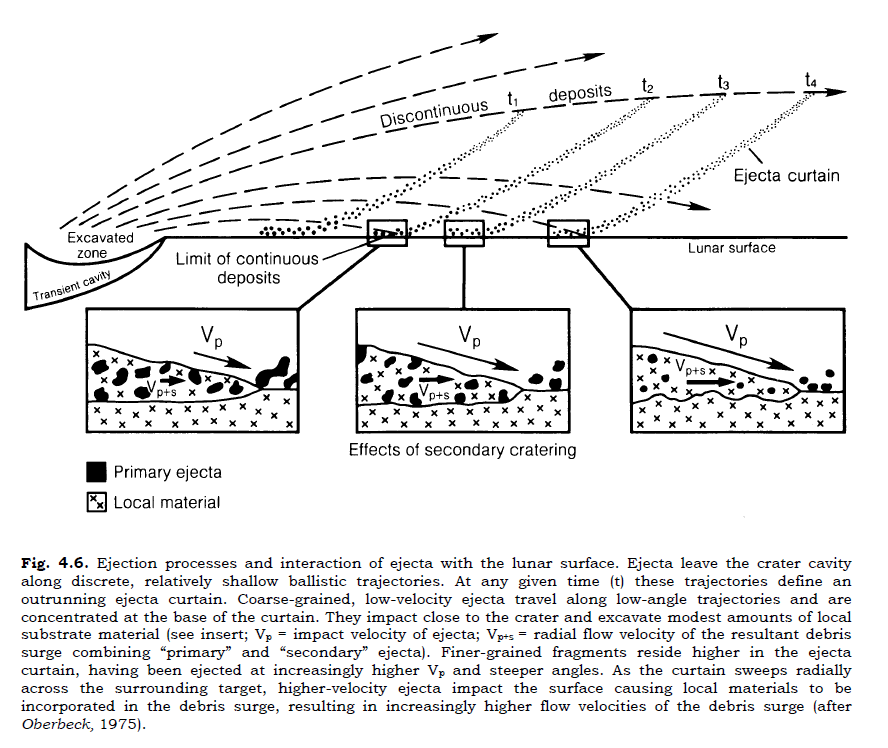 t1
t2
t3
t4
Discontinuous deposits
Ejecta curtain
Excavated
zone
Transient cavity
Limit of continuous
deposits
Lunar surface
Vp
Vp+s
Vp
Vp+s
Vp
Vp+s
Effects of secondary cratering
Primary ejecta
Local material
Fig. 4.6. Ejection processes and interaction of ejecta with the lunar surface. Ejecta leave the crater cavity
along discrete, relatively shallow ballistic trajectories. At any given time (t) these trajectories define an
outrunning ejecta curtain. Coarse-grained, low-velocity ejecta travel along low-angle trajectories and are
concentrated at the base of the curtain. They impact close to the crater and excavate modest amounts of local
substrate material (see insert; Vp = impact velocity of ejecta; Vp+s = radial flow velocity of the resultant debris
surge combining “primary” and “secondary” ejecta). Finer-grained fragments reside higher in the ejecta
curtain, having been ejected at increasingly higher Vp and steeper angles. As the curtain sweeps radially
across the surrounding target, higher-velocity ejecta impact the surface causing local materials to be
incorporated in the debris surge, resulting in increasingly higher flow velocities of the debris surge (after
Oberbeck, 1975).